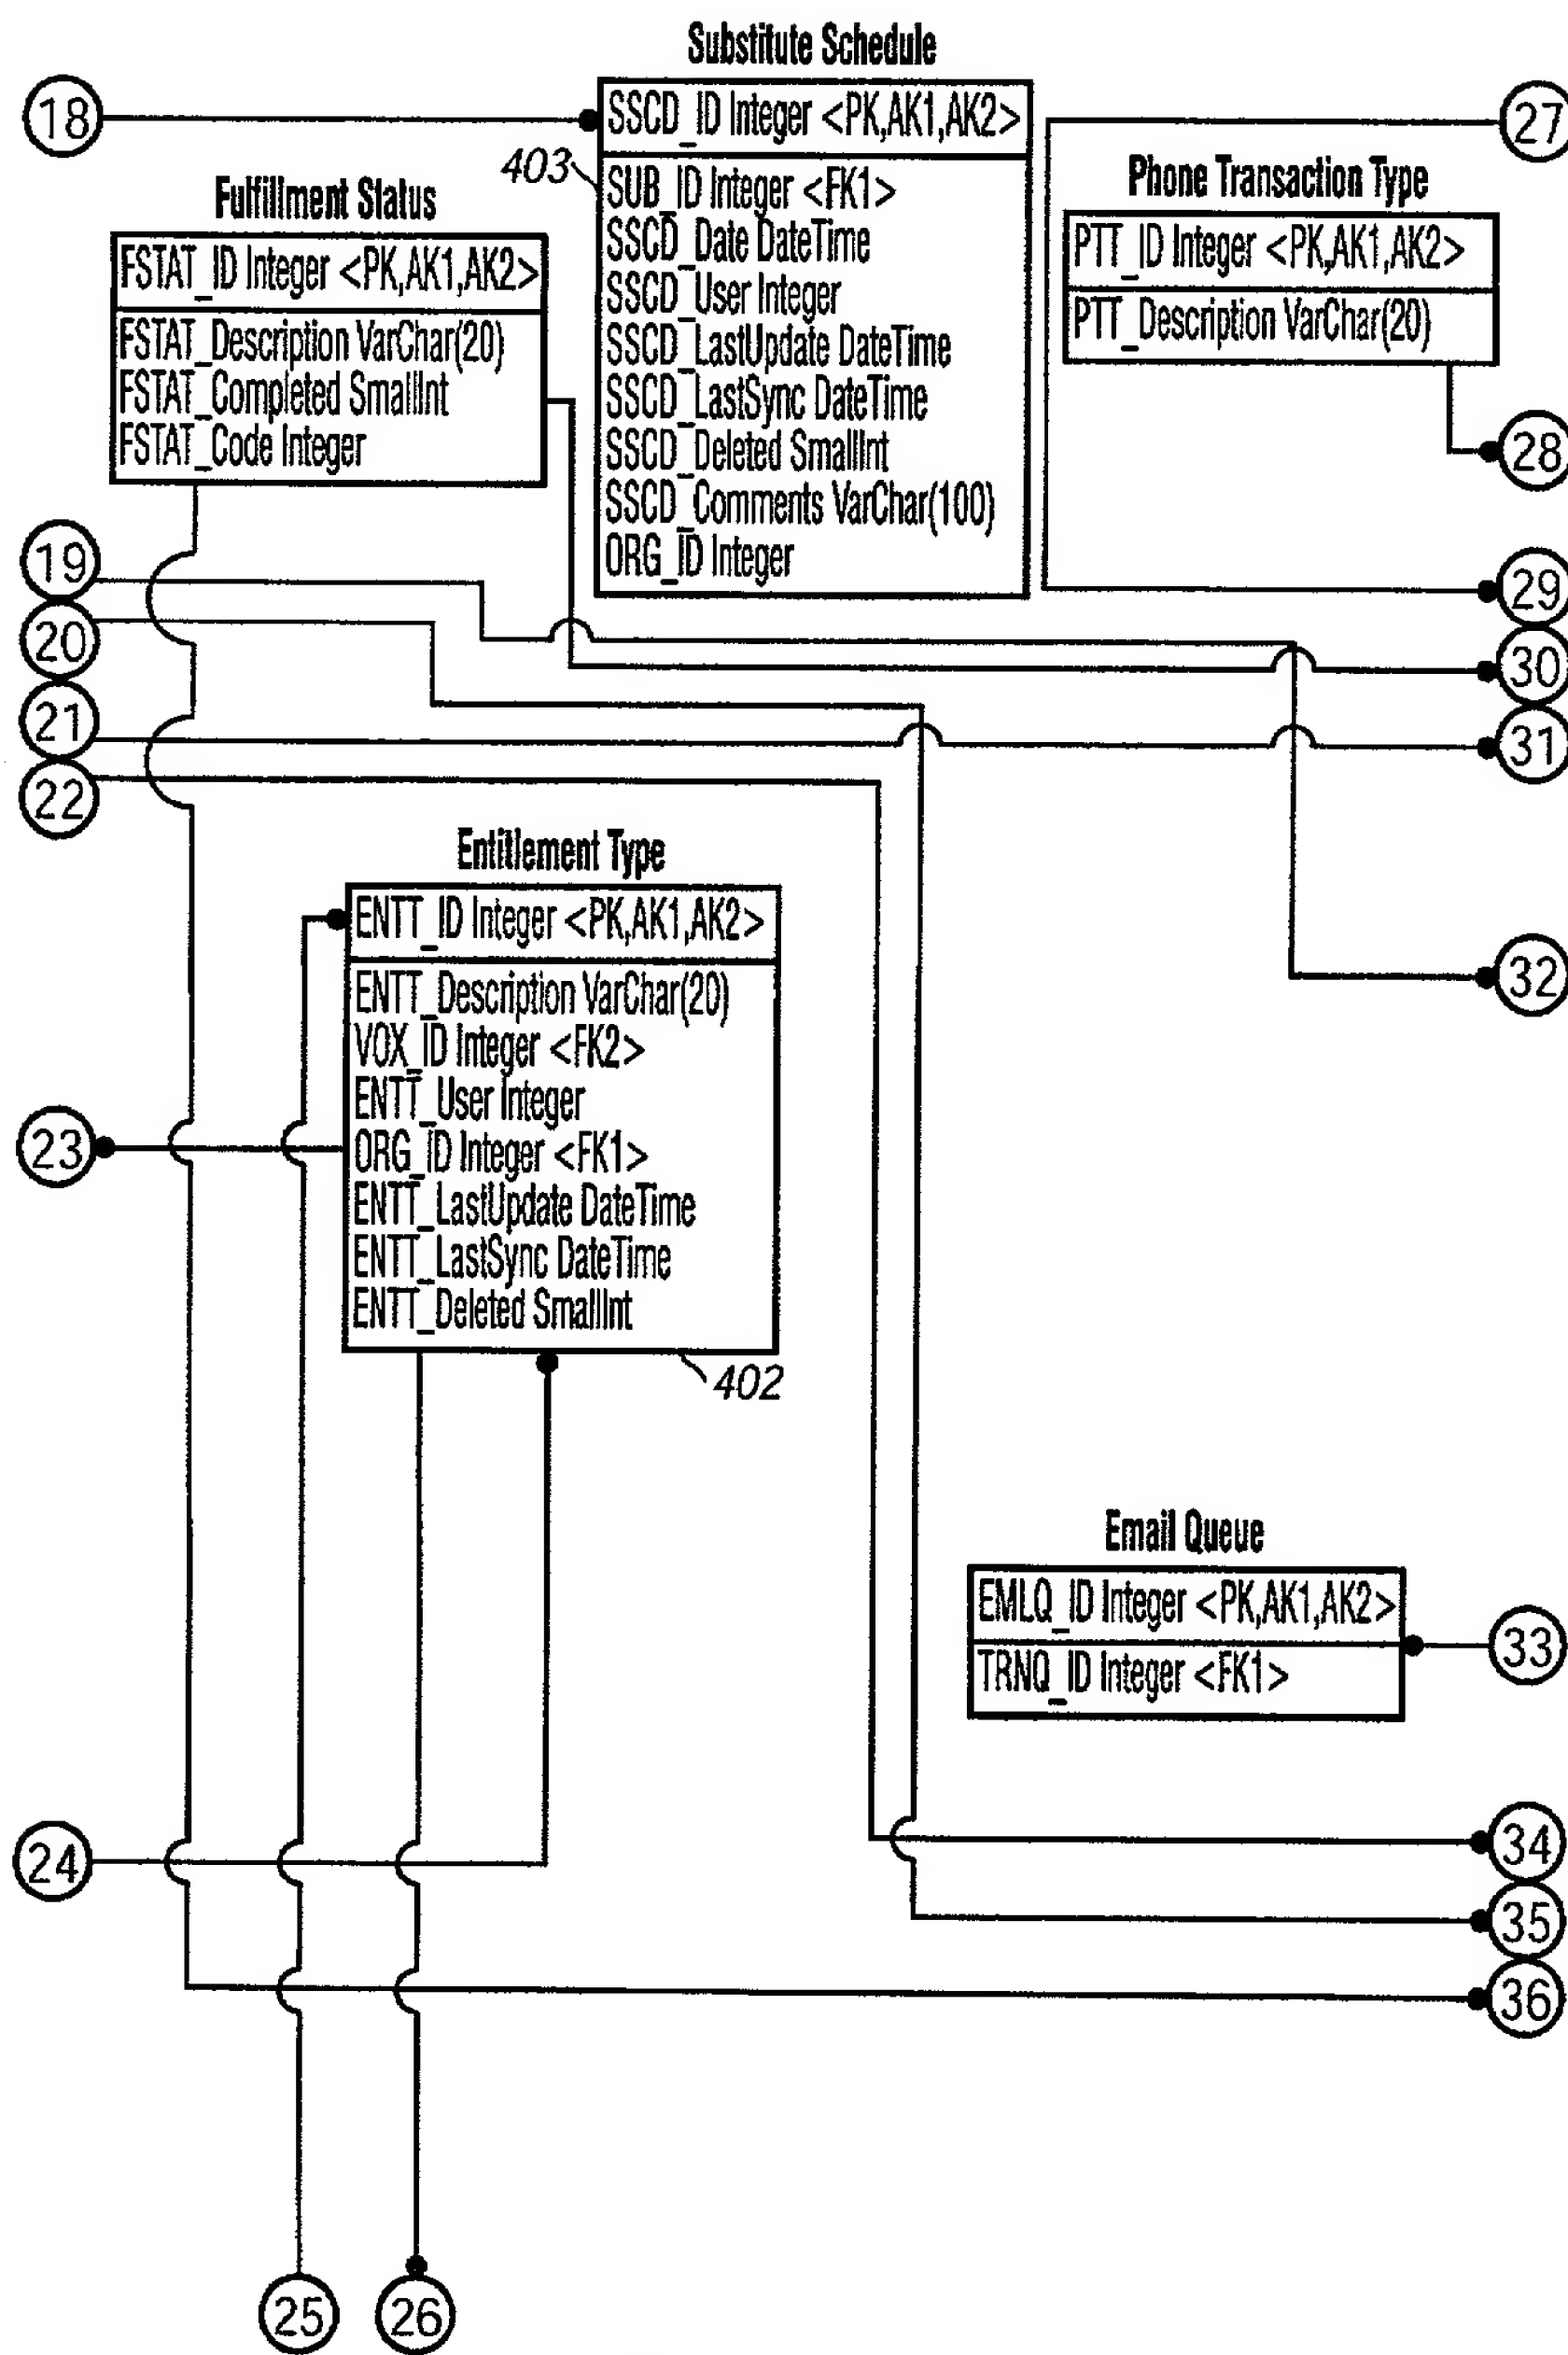 Substitute Schedule
18
SSCD_ID Integer <PK,AK1,AK2>
27
403
SUB_ID Integer <FK1>
SSCD_Date DateTime
SSCD_User Integer
SSCD_LastUpdate DateTime
SSCD_LastSync DateTime
SSCD_Deleted SmallInt
SSCD_Comments VarChar(100)
ORG_ID Integer
Phone Transaction Type
PTT_ID Integer <PK,AK1,AK2>
PTT_Description VarChar(20)
28
Fulfillment Status
FSTAT_ID Integer <PK,AK1,AK2>
FSTAT_Description VarChar(20)
FSTAT_Completed SmallInt
FSTAT_Code Integer
19
29
20
30
21
31
22
Entitlement Type
ENTT_ID Integer <PK,AK1,AK2>
32
ENTT_Description VarChar(20)
VOX_ID Integer <FK2>
ENTT_User Integer
23
ORG_ID Integer <FK1>
ENTT_LastUpdate DateTime
ENTT_LastSync DateTime
ENTT_Deleted SmallInt
402
Email Queue
EMLQ_ID Integer <PK,AK1,AK2>
33
TRNQ_ID Integer <FK1>
24
34
35
36
25
26